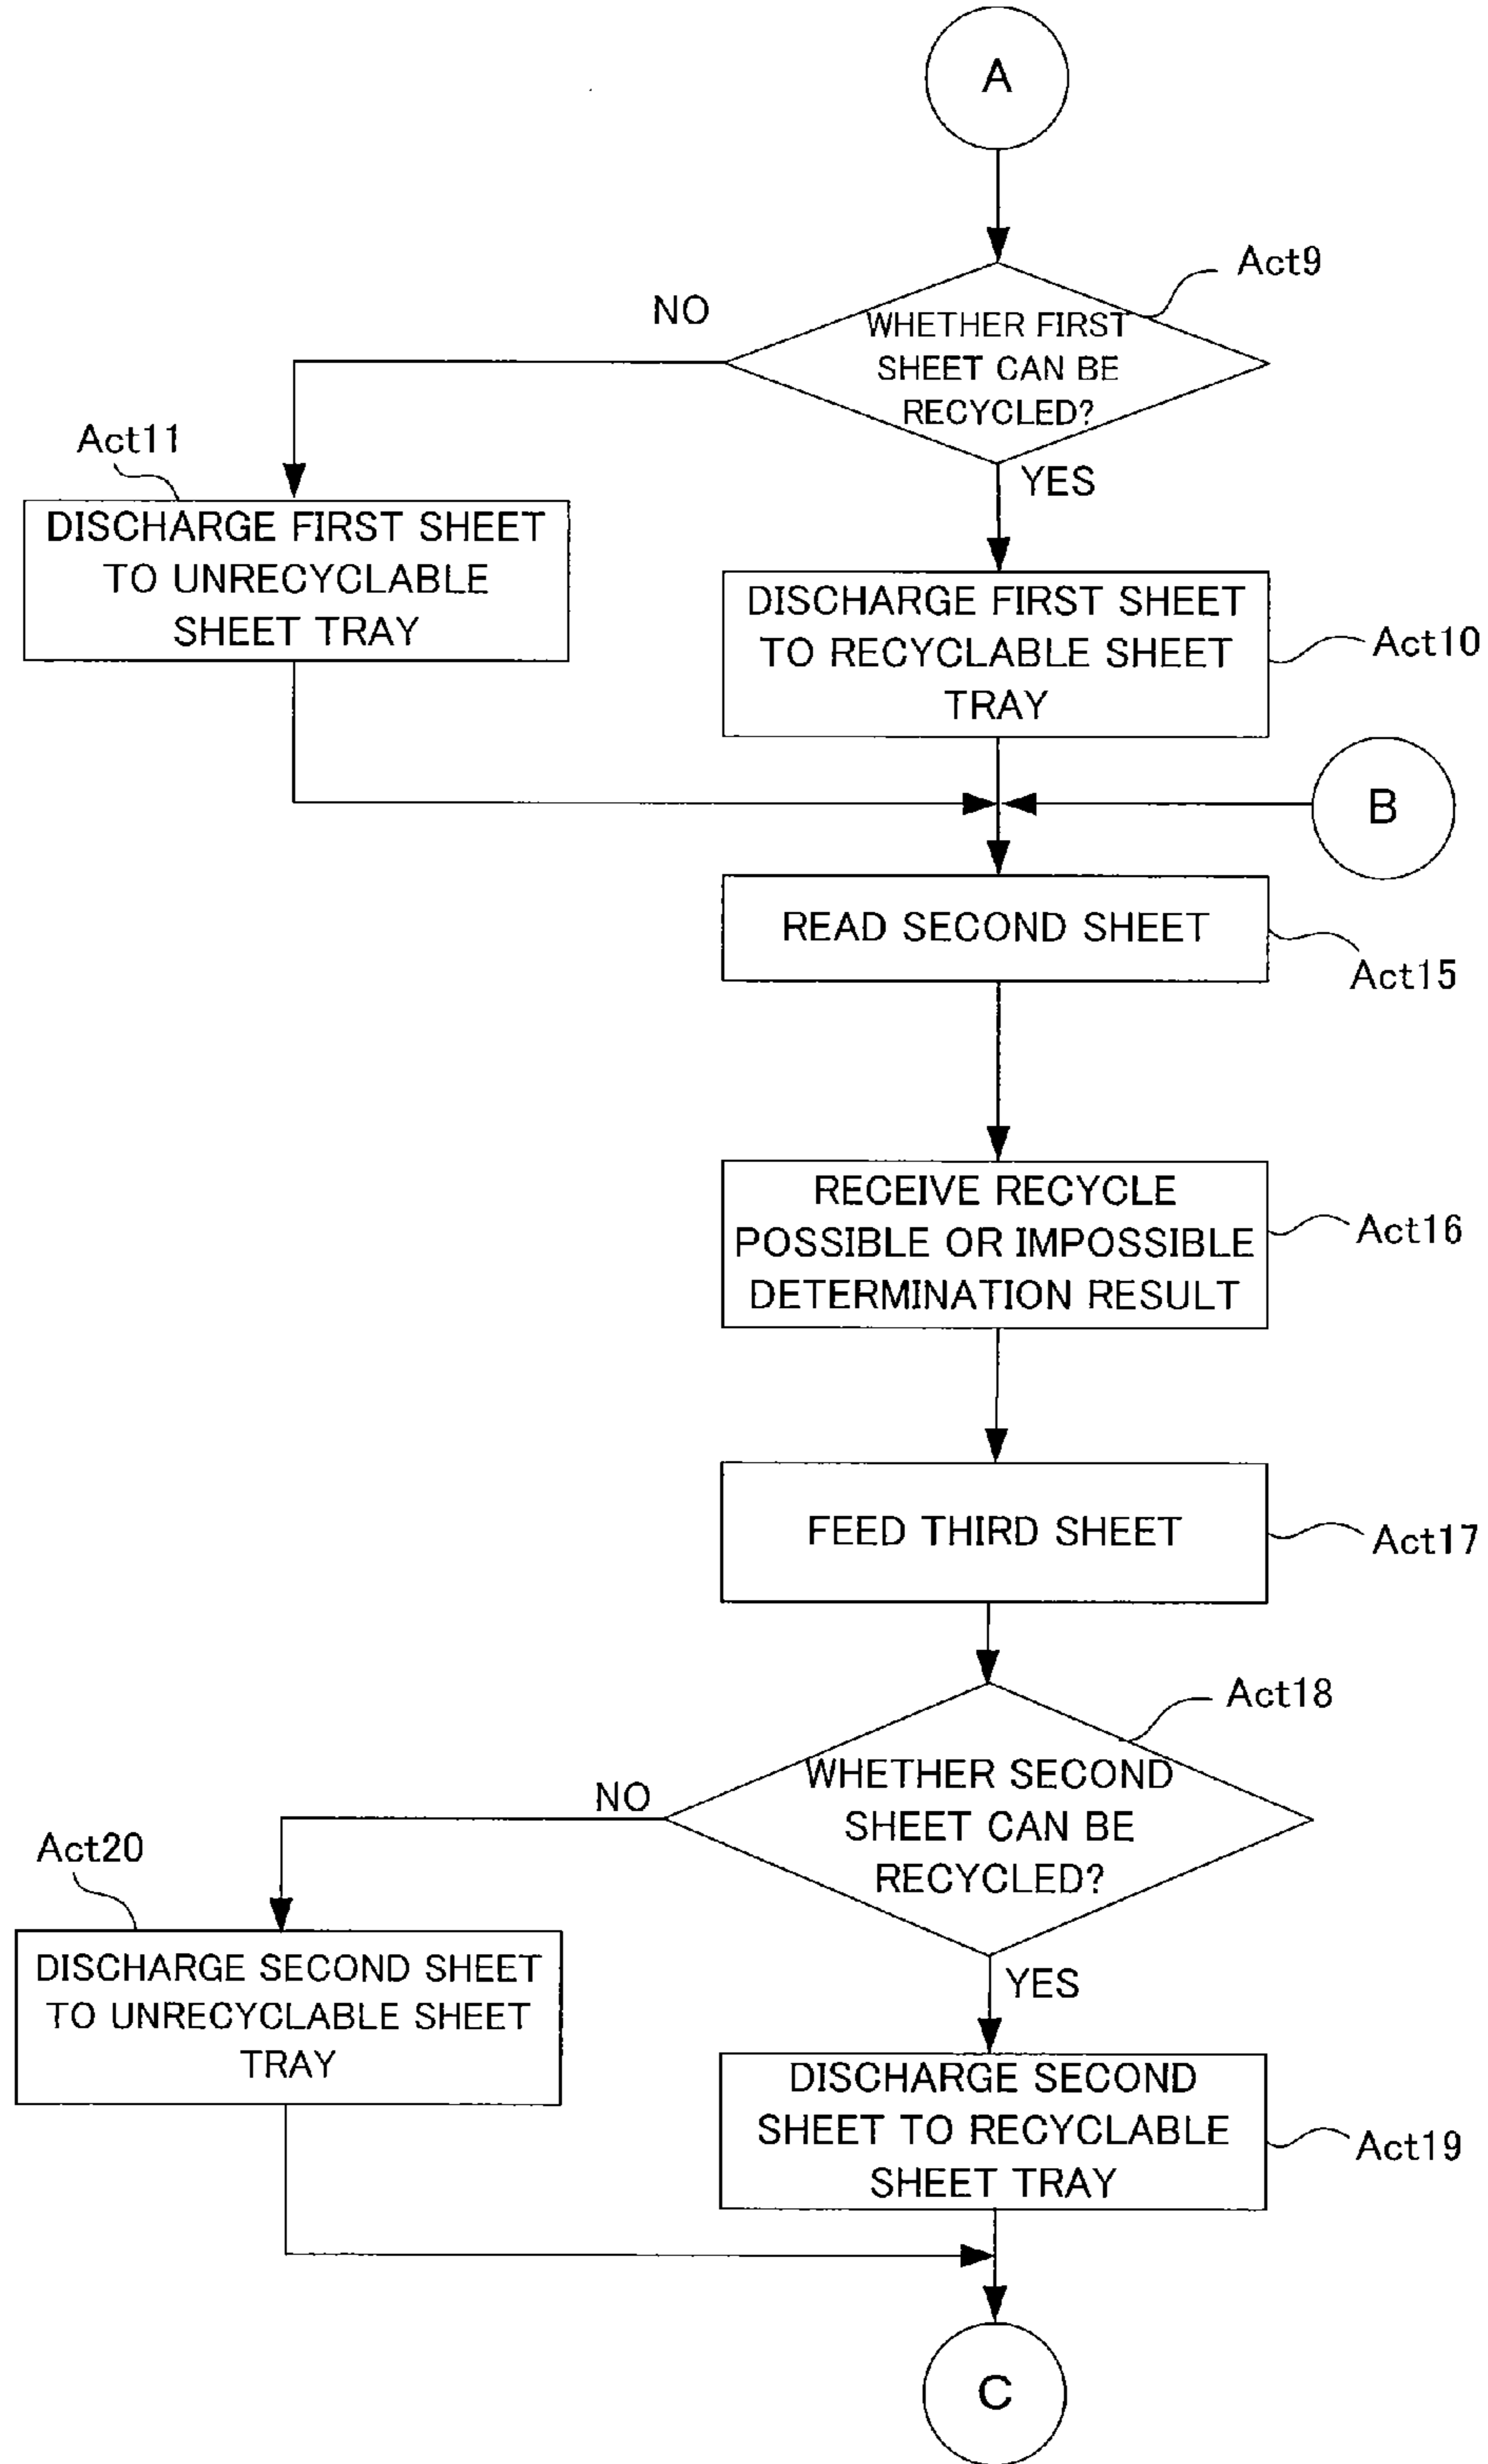 A
Act9
NO
WHETHER FIRST
SHEET CAN BE
RECYCLED?
Act11
YES
DISCHARGE FIRST SHEET
TO UNRECYCLABLE
SHEET TRAY
DISCHARGE FIRST SHEET
TO RECYCLABLE SHEET
TRAY
Act10
B
READ SECOND SHEET
Act15
RECEIVE RECYCLE
POSSIBLE OR IMPOSSIBLE
DETERMINATION RESULT
Act16
FEED THIRD SHEET
Act17
Act18
NO
WHETHER SECOND
SHEET CAN BE
RECYCLED?
Act20
DISCHARGE SECOND SHEET
TO UNRECYCLABLE SHEET
TRAY
YES
DISCHARGE SECOND
SHEET TO RECYCLABLE
SHEET TRAY
Act19
C